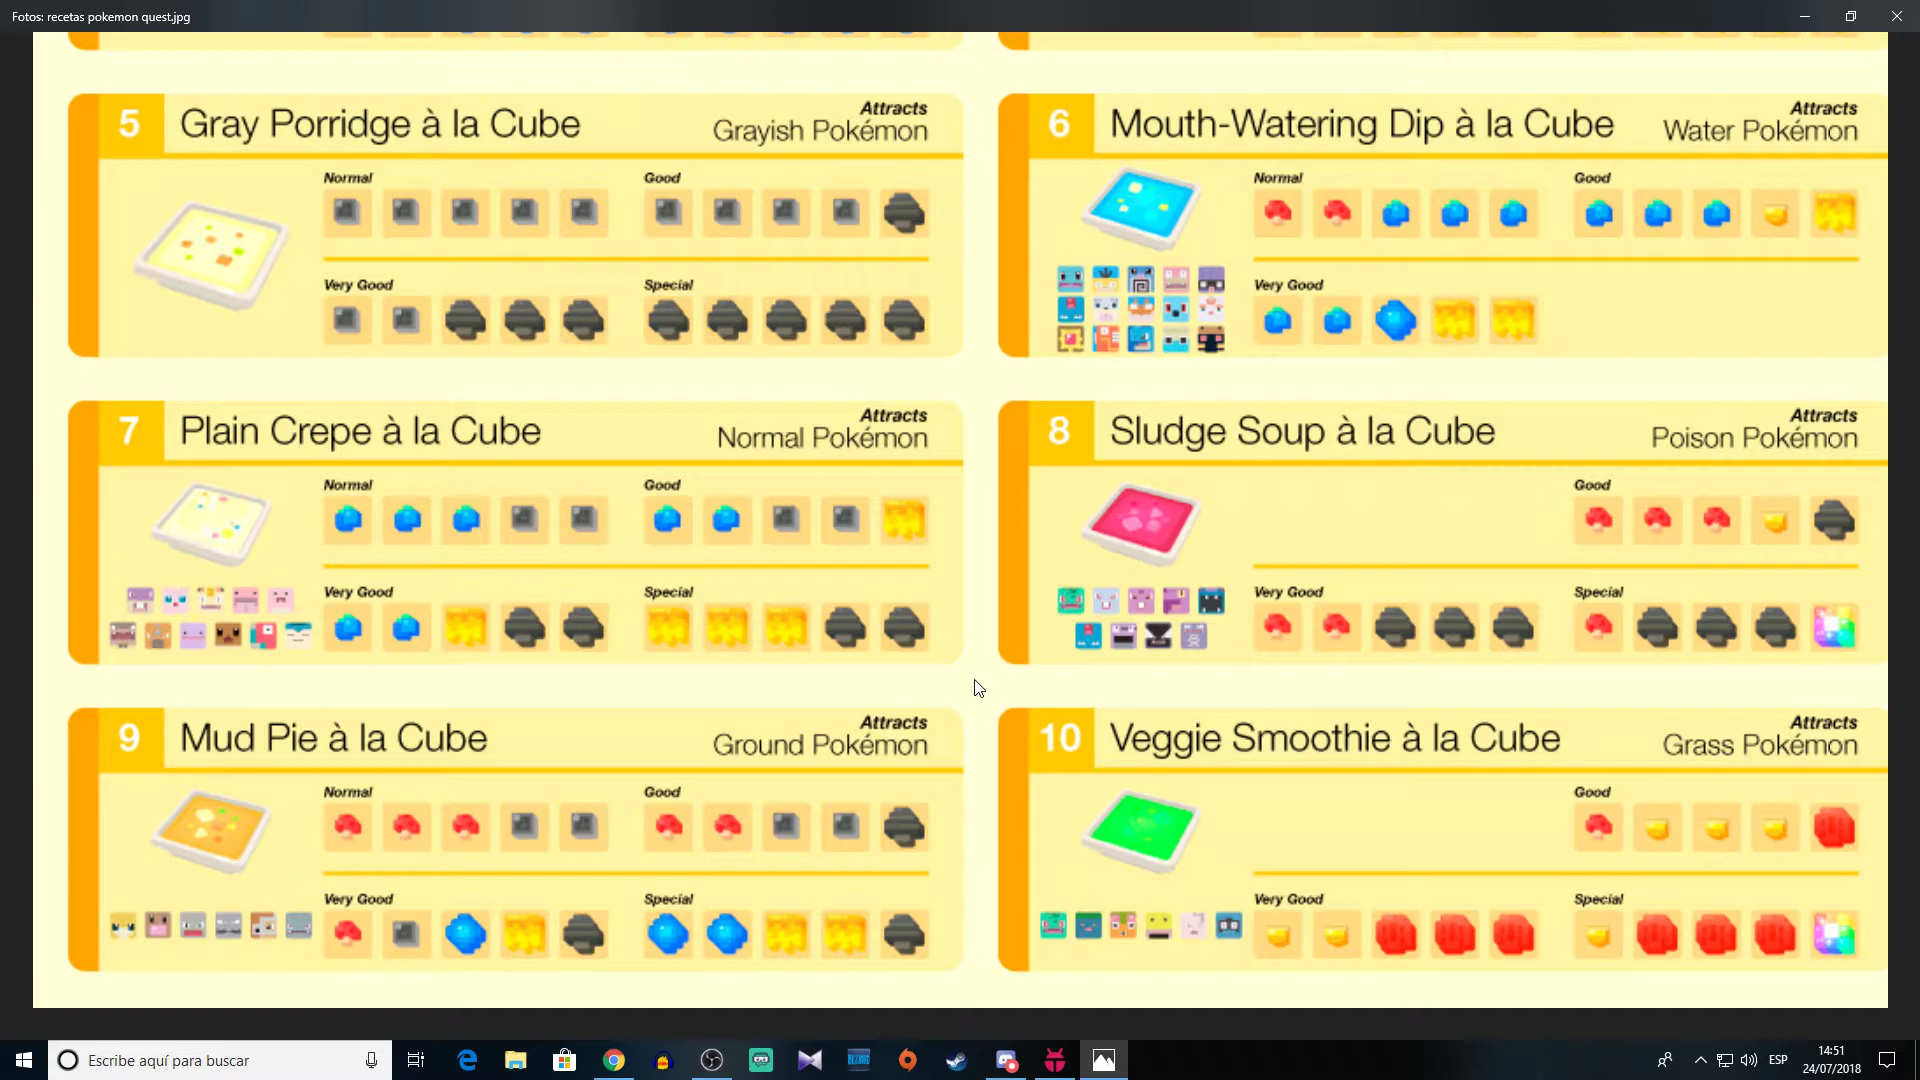 Fotos: recetas pokemon quest.jpg
5 Gray Porridge à la Cube
Attracts
Grayish Pokémon
Normal
Good
Very Good
Special
6 Mouth-Watering Dip à la Cube
Attracts
Water Pokémon
Normal
Good
Very Good
7 Plain Crepe à la Cube
Attracts
Normal Pokémon
Normal
Good
Very Good
Special
8 Sludge Soup à la Cube
Attracts
Poison Pokémon
Good
Very Good
Special
9 Mud Pie à la Cube
Attracts
Ground Pokémon
Normal
Good
Very Good
Special
10 Veggie Smoothie à la Cube
Attracts
Grass Pokémon
Good
Very Good
Special
Escribe aquí para buscar
ESP
14:51
24/07/2018